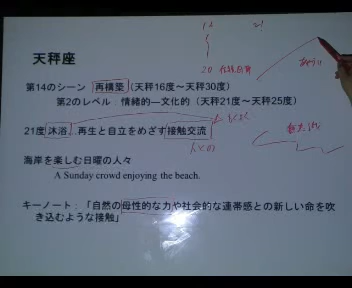 天秤座
第14のシーン 再構築 (天秤16度～天秤30度)
第2のレベル：情緒的―文化的 (天秤21度～天秤25度)
21度 沐浴、再生と自立をめざす接触交流
海岸を楽しむ日曜の人々
A Sunday crowd enjoying the beach.
キーノート：「自然の母性的な力や社会的な連帯感との新しい命を吹
き込むような接触」